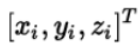 $[x_i, y_i, z_i]^T$